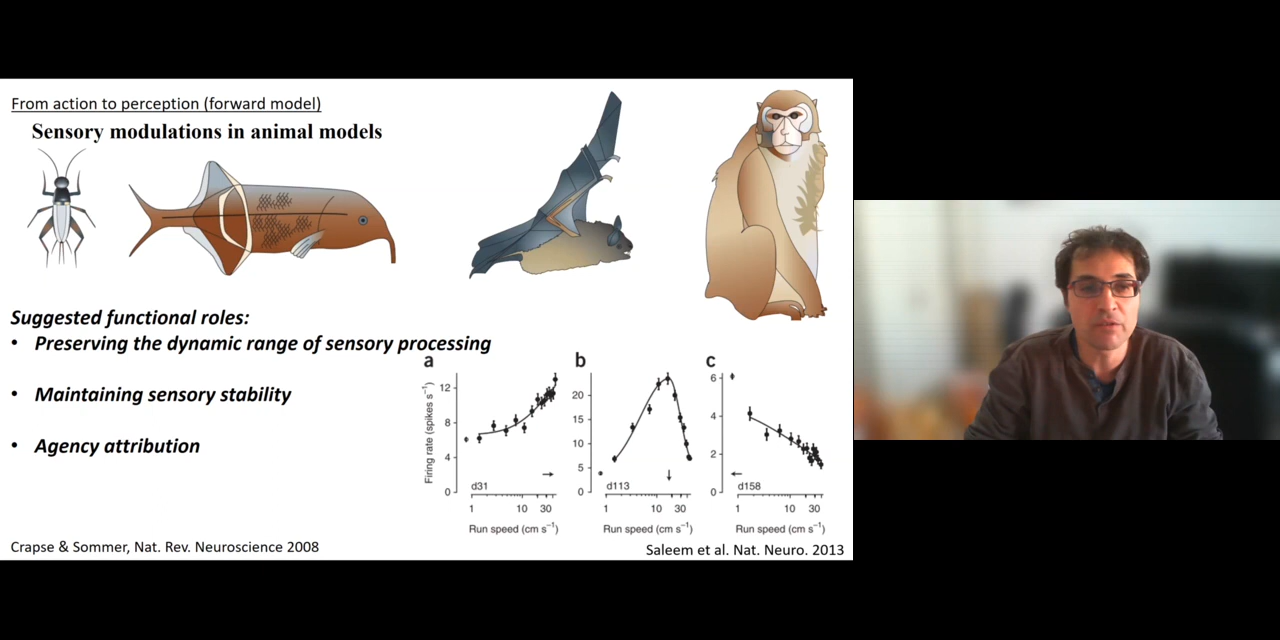 From action to perception (forward model)
Sensory modulations in animal models
Suggested functional roles:
• Preserving the dynamic range of sensory processing
• Maintaining sensory stability
• Agency attribution
a
Firing rate (spikes s⁻¹)
12
8
4
0
d31
1 10 30
Run speed (cm s⁻¹)
b
20
15
10
5
0
d113
1 10 30
Run speed (cm s⁻¹)
c
6
4
2
0
d158
1 10 30
Run speed (cm s⁻¹)
Crapse & Sommer, Nat. Rev. Neuroscience 2008
Saleem et al. Nat. Neuro. 2013